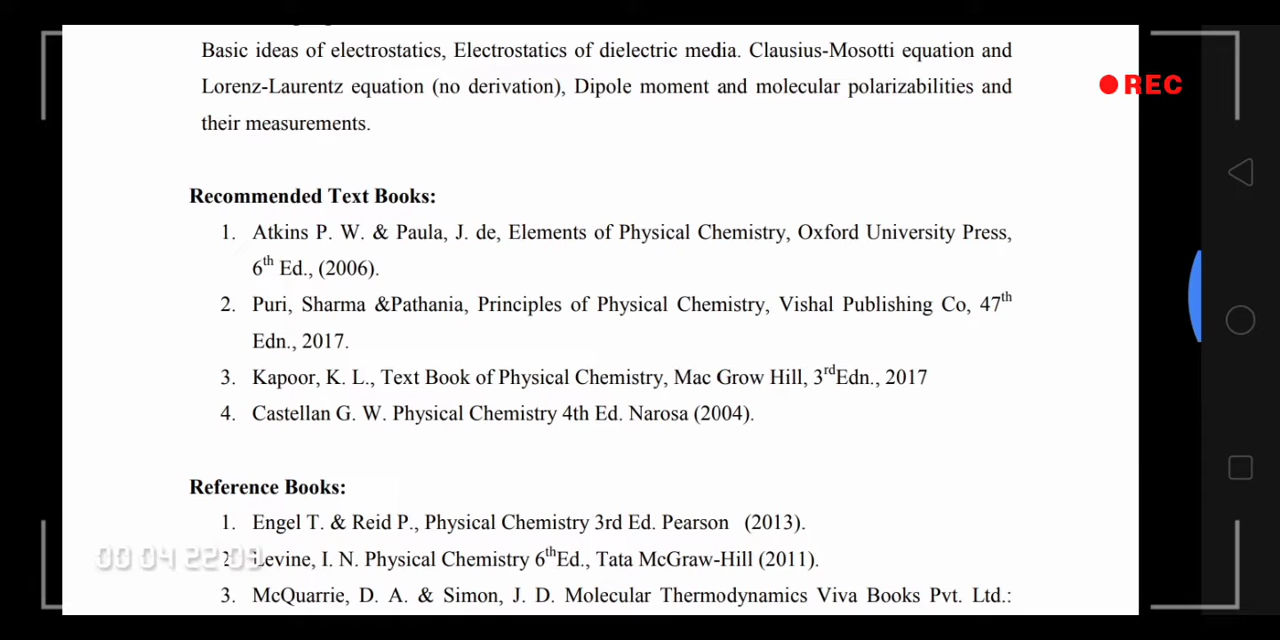 Basic ideas of electrostatics, Electrostatics of dielectric media. Clausius-Mosotti equation and
Lorenz-Laurentz equation (no derivation), Dipole moment and molecular polarizabilities and
their measurements.
REC
Recommended Text Books:
1. Atkins P. W. & Paula, J. de, Elements of Physical Chemistry, Oxford University Press,
6th Ed., (2006).
2. Puri, Sharma &Pathania, Principles of Physical Chemistry, Vishal Publishing Co, 47th
Edn., 2017.
3. Kapoor, K. L., Text Book of Physical Chemistry, Mac Grow Hill, 3rdEdn., 2017
4. Castellan G. W. Physical Chemistry 4th Ed. Narosa (2004).
Reference Books:
1. Engel T. & Reid P., Physical Chemistry 3rd Ed. Pearson (2013).
00 04 22:09
2. Levine, I. N. Physical Chemistry 6thEd., Tata McGraw-Hill (2011).
3. McQuarrie, D. A. & Simon, J. D. Molecular Thermodynamics Viva Books Pvt. Ltd.: